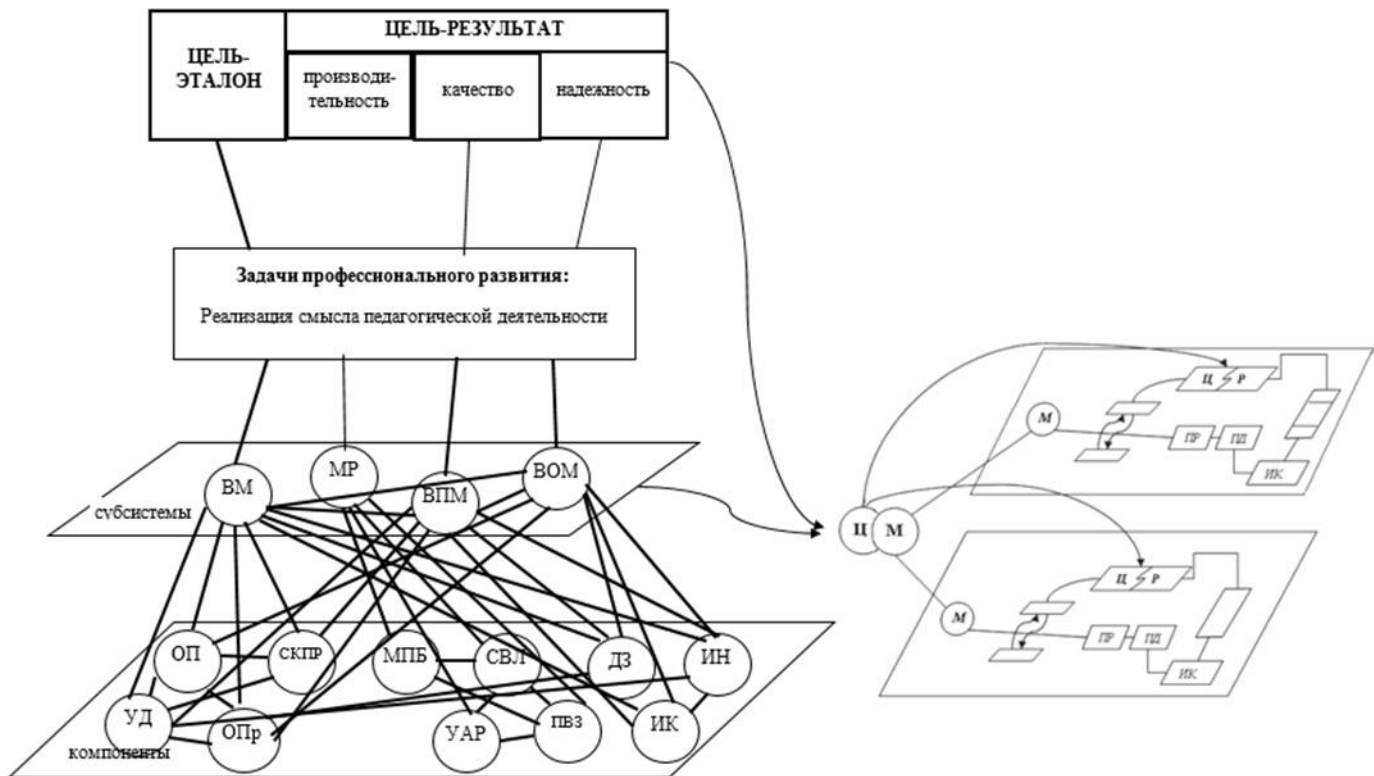 ЦЕЛЬ-РЕЗУЛЬТАТ
ЦЕЛЬ-
ЭТАЛОН
производи-
тельность
качество
надежность
Задачи профессионального развития:
Реализация смысла педагогической деятельности
ВМ
МР
ВПМ
ВОМ
субсистемы
ОП
СКПР
МПБ
СВЛ
ДЗ
ИН
УД
ОПр
УАР
ПВЗ
ИК
компоненты
Ц
М
М
Ц
Р
ПР
ПД
ИК
М
Ц
Р
ПР
ПД
ИК